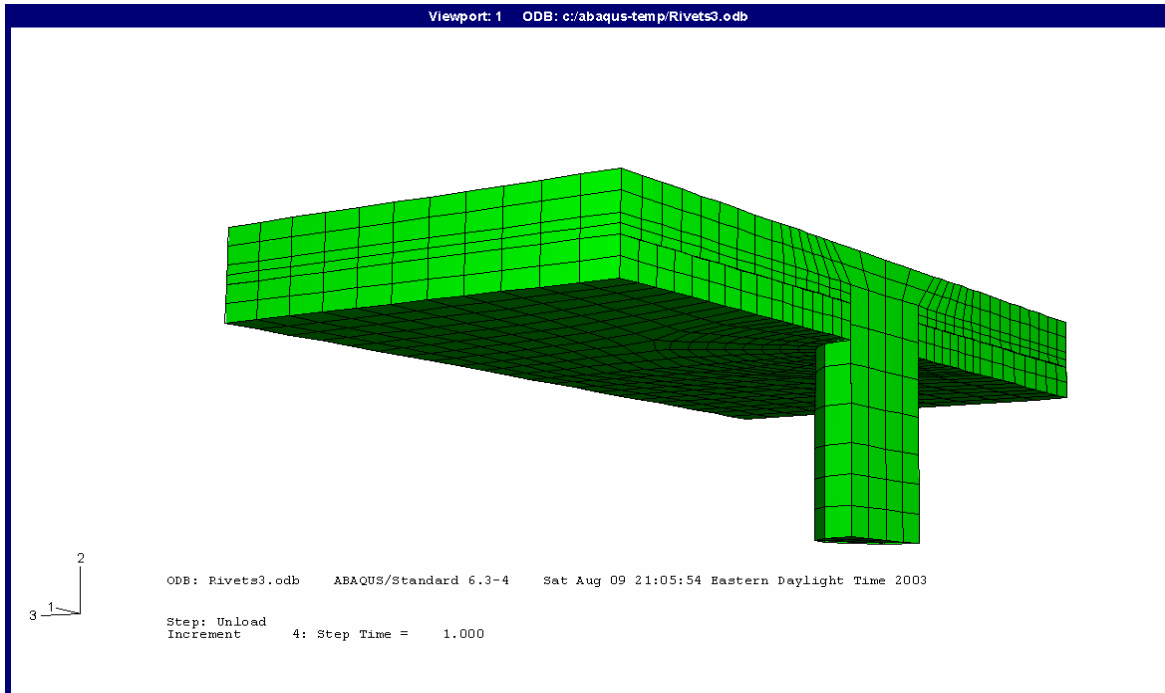 Viewport: 1 ODB: c:/abaqus-temp/Rivets3.odb
2
1
3
ODB: Rivets3.odb ABAQUS/Standard 6.3-4 Sat Aug 09 21:05:54 Eastern Daylight Time 2003
Step: Unload
Increment 4: Step Time = 1.000